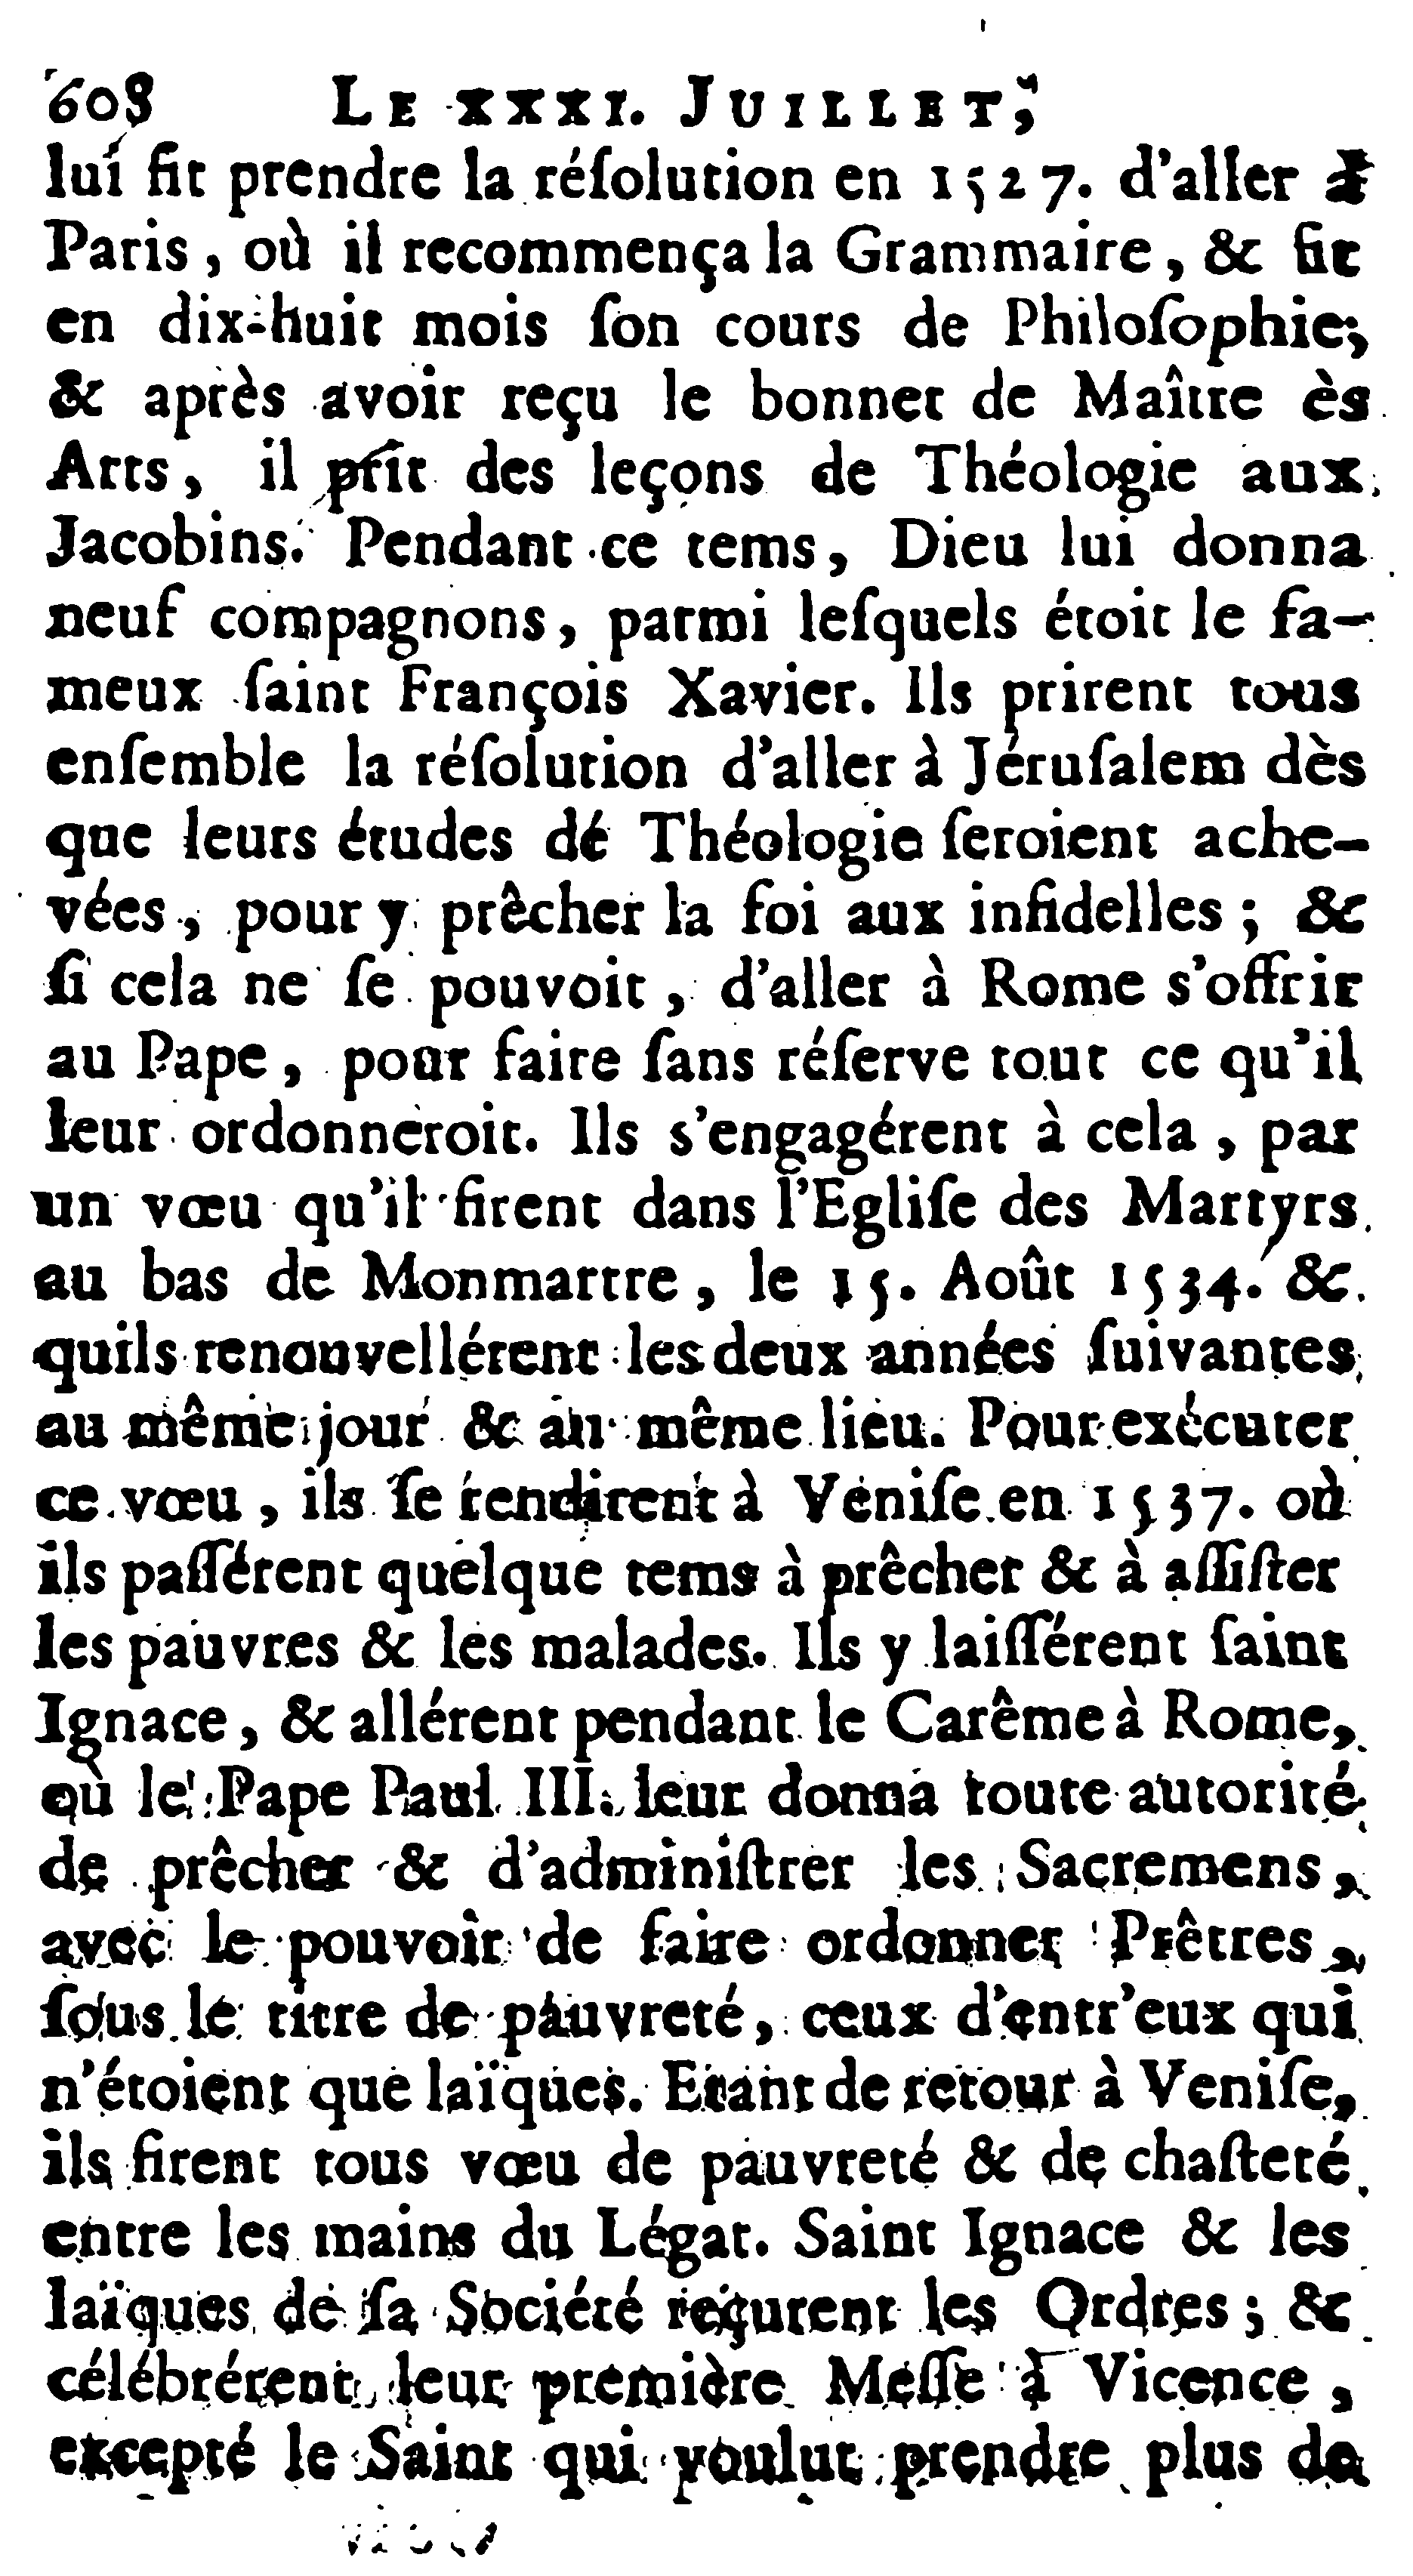 608 LE XXXI. JUILLET,
lui fit prendre la réſolution en 1527. d'aller à
Paris, où il recommença la Grammaire, & fit
en dix-huit mois ſon cours de Philoſophie;
& après avoir reçu le bonnet de Maître ès
Arts, il prit des leçons de Théologie aux
Jacobins. Pendant ce tems, Dieu lui donna
neuf compagnons, parmi leſquels étoit le fa-
meux ſaint François Xavier. Ils prirent tous
enſemble la réſolution d'aller à Jéruſalem dès
que leurs études de Théologie ſeroient ache-
vées, pour y prêcher la foi aux infidelles; &
ſi cela ne ſe pouvoit, d'aller à Rome s'offrir
au Pape, pour faire ſans réſerve tout ce qu'il
leur ordonneroit. Ils s'engagérent à cela, par
un vœu qu'il firent dans l'Egliſe des Martyrs
au bas de Monmartre, le 15. Août 1534. &
quils renouvellérent les deux années ſuivantes
au même jour & au même lieu. Pour exécuter
ce vœu, ils ſe rendirent à Veniſe en 1537. où
ils paſſérent quelque tems à prêcher & à aſſiſter
les pauvres & les malades. Ils y laiſſérent ſaint
Ignace, & allérent pendant le Carême à Rome,
où le Pape Paul III. leur donna toute autorité
de prêcher & d'adminiſtrer les Sacremens,
avec le pouvoir de faire ordonner Prêtres,
ſous le titre de pauvreté, ceux d'entr'eux qui
n'étoient que laïques. Etant de retour à Veniſe,
ils firent tous vœu de pauvreté & de chaſteté
entre les mains du Légat. Saint Ignace & les
laïques de ſa Société reçurent les Ordres; &
célébrérent leur première Meſſe à Vicence,
excepté le Saint qui voulut prendre plus de